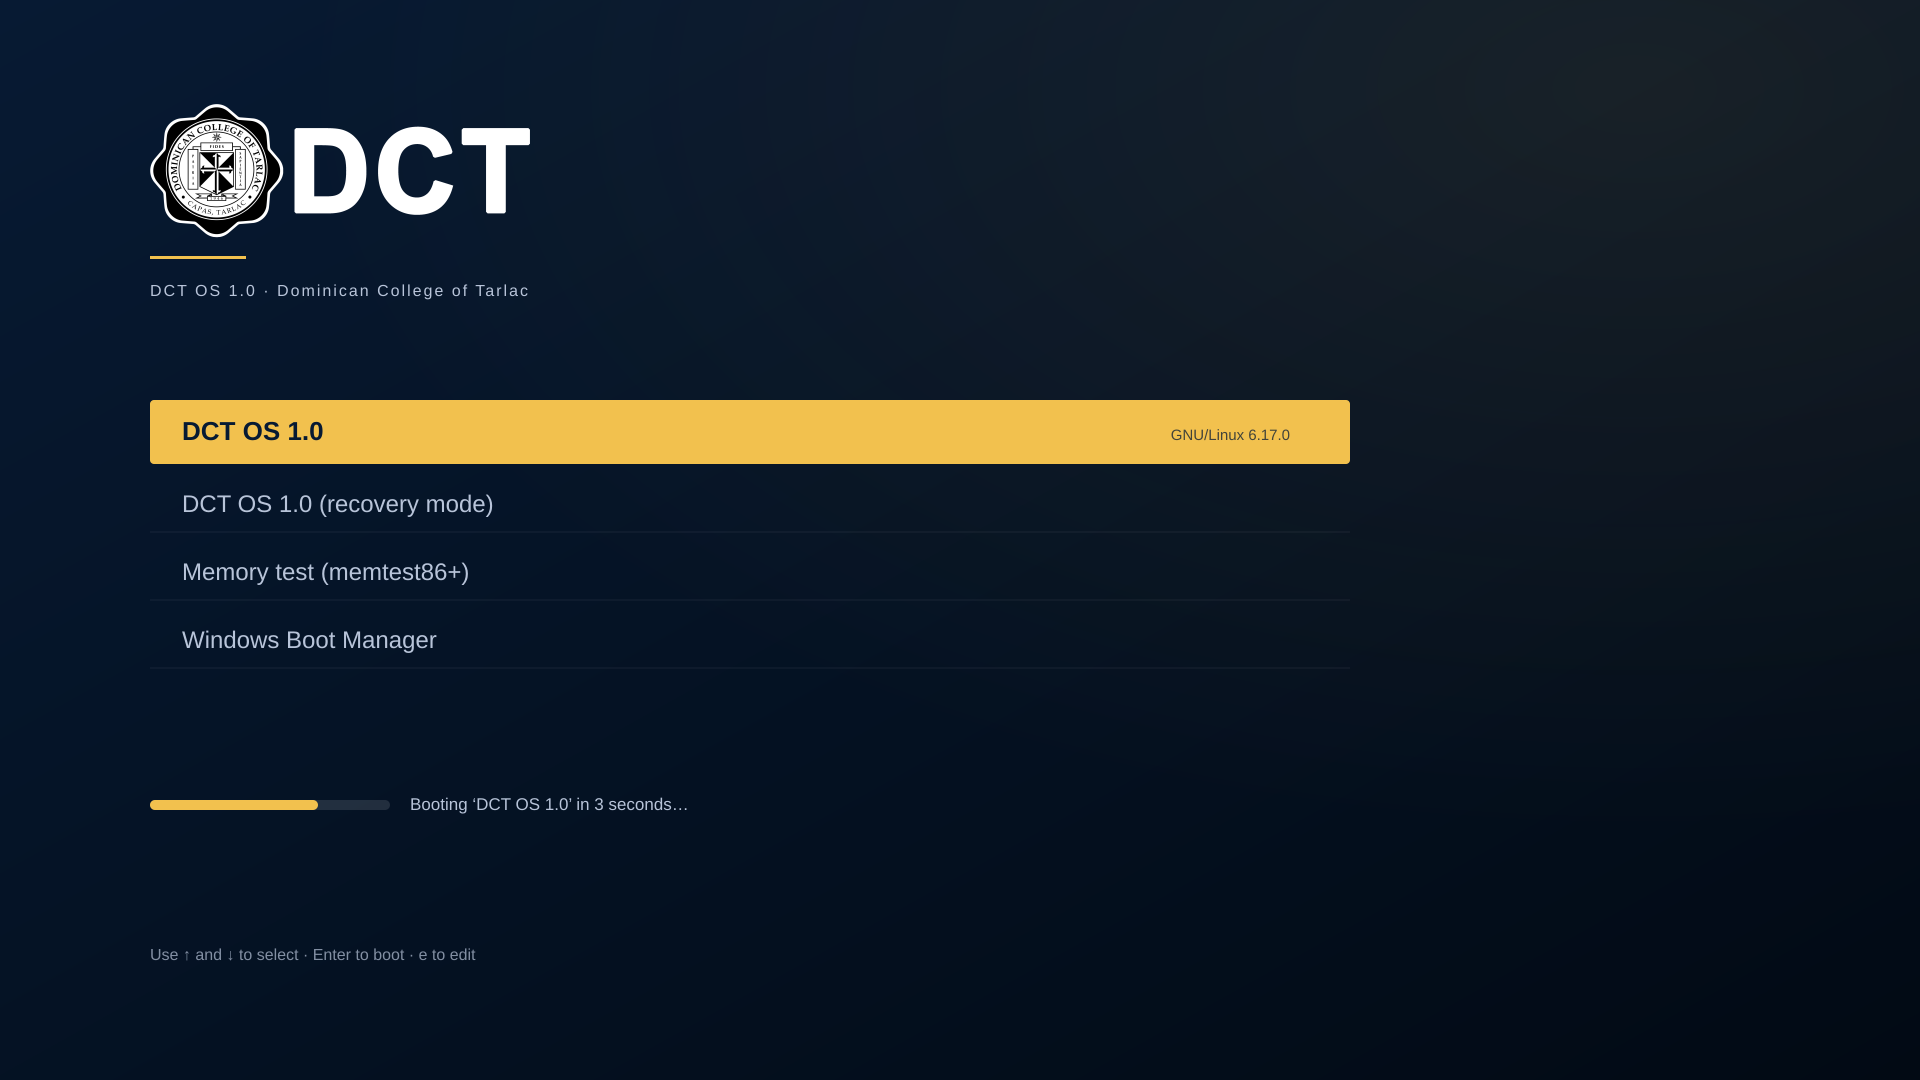 DOMINICAN COLLEGE OF TARLAC
FIDES
CAPAS, TARLAC
DCT
DCT OS 1.0 · Dominican College of Tarlac
DCT OS 1.0 GNU/Linux 6.17.0
DCT OS 1.0 (recovery mode)
Memory test (memtest86+)
Windows Boot Manager
Booting ‘DCT OS 1.0’ in 3 seconds…
Use ↑ and ↓ to select · Enter to boot · e to edit